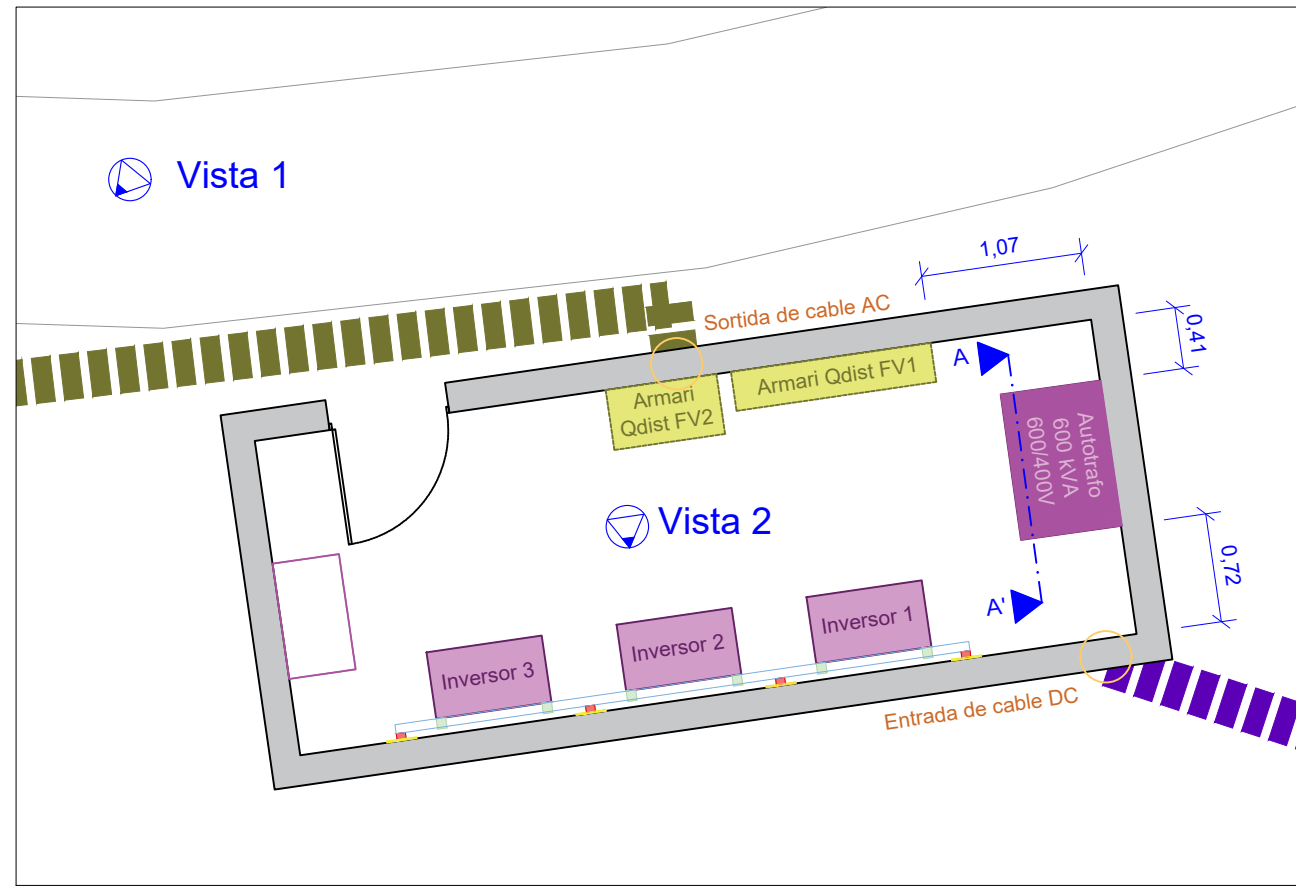 Vista 1
1,07
Sortida de cable AC
0,41
A
Armari Qdist FV1
Armari
Qdist FV2
Autotrafo
600 kVA
600/400V
Vista 2
0,72
A'
Inversor 1
Inversor 2
Inversor 3
Entrada de cable DC